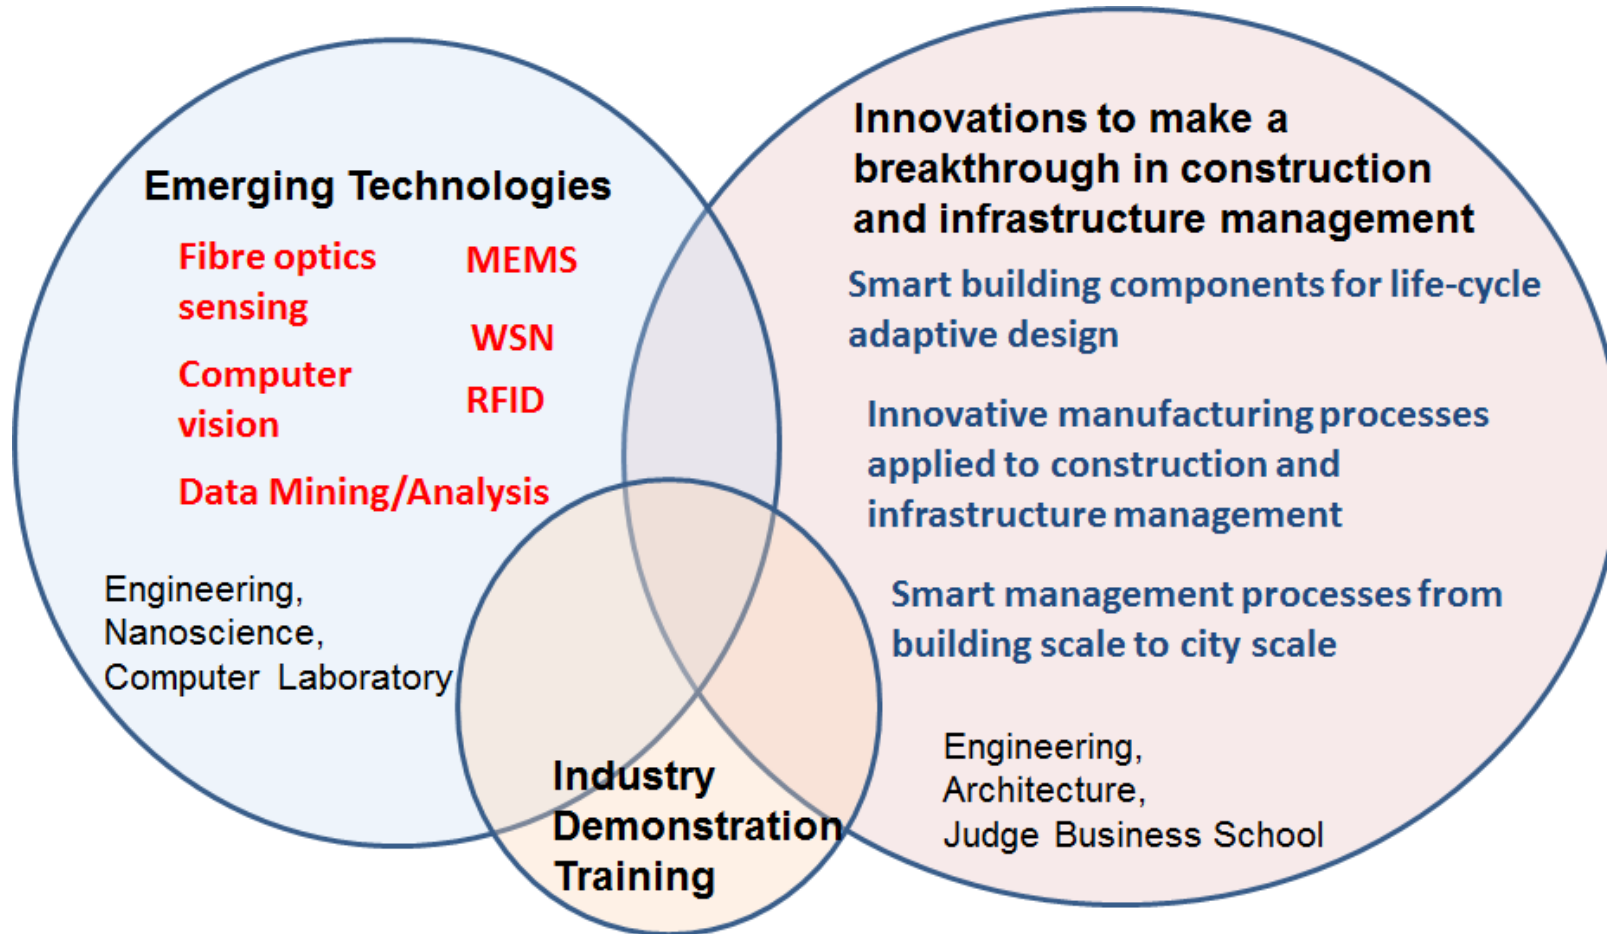 Emerging Technologies
Fibre optics
sensing
MEMS
WSN
Computer
vision
RFID
Data Mining/Analysis
Engineering,
Nanoscience,
Computer Laboratory
Innovations to make a
breakthrough in construction
and infrastructure management
Smart building components for life-cycle
adaptive design
Innovative manufacturing processes
applied to construction and
infrastructure management
Smart management processes from
building scale to city scale
Engineering,
Architecture,
Judge Business School
Industry
Demonstration
Training